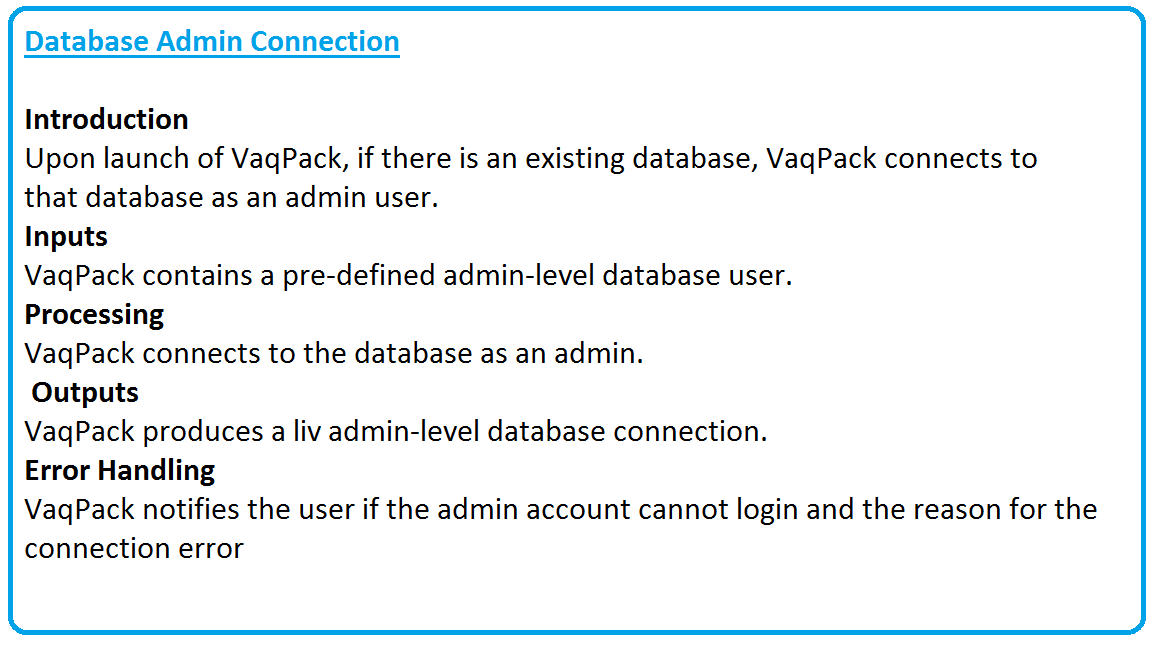 Database Admin Connection
Introduction
Upon launch of VaqPack, if there is an existing database, VaqPack connects to
that database as an admin user.
Inputs
VaqPack contains a pre-defined admin-level database user.
Processing
VaqPack connects to the database as an admin.
Outputs
VaqPack produces a liv admin-level database connection.
Error Handling
VaqPack notifies the user if the admin account cannot login and the reason for the
connection error